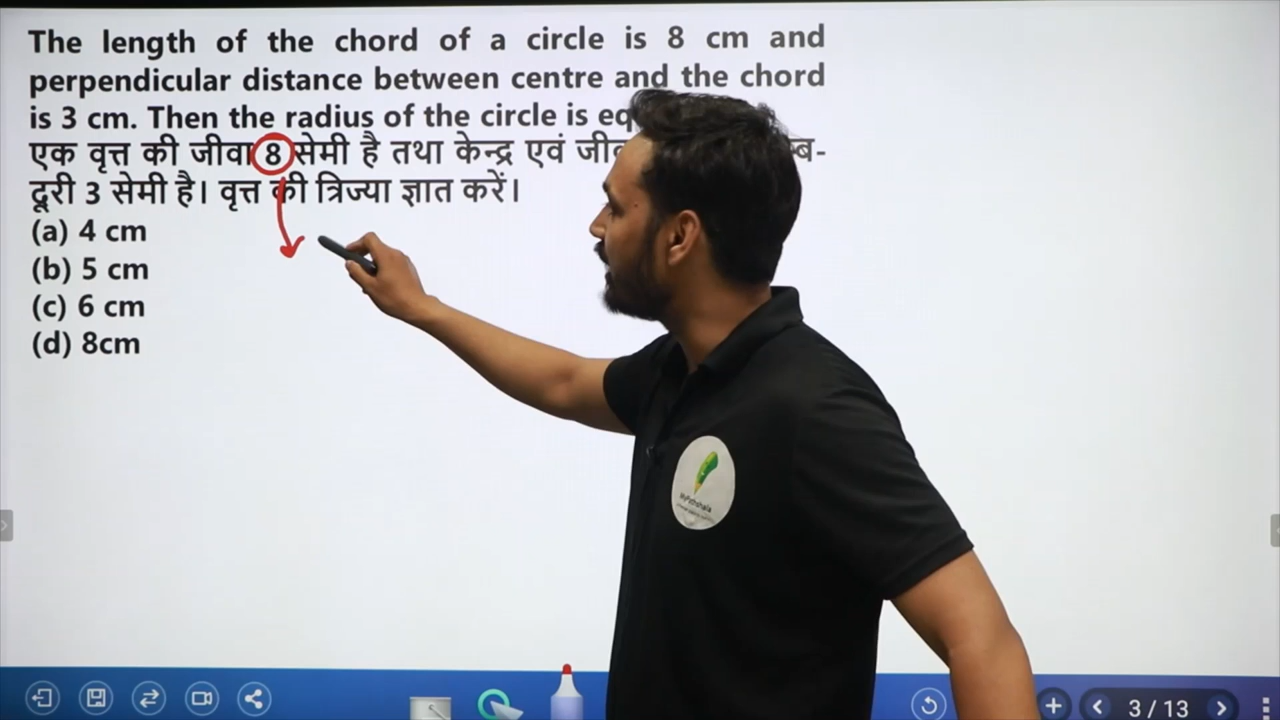 The length of the chord of a circle is 8 cm and
perpendicular distance between centre and the chord
is 3 cm. Then the radius of the circle is
एक वृत्त की जीवा 8 सेमी है तथा केन्द्र एवं
दूरी 3 सेमी है। वृत्त की त्रिज्या ज्ञात करें।
(a) 4 cm
(b) 5 cm
(c) 6 cm
(d) 8cm
MyPathshala
3 / 13